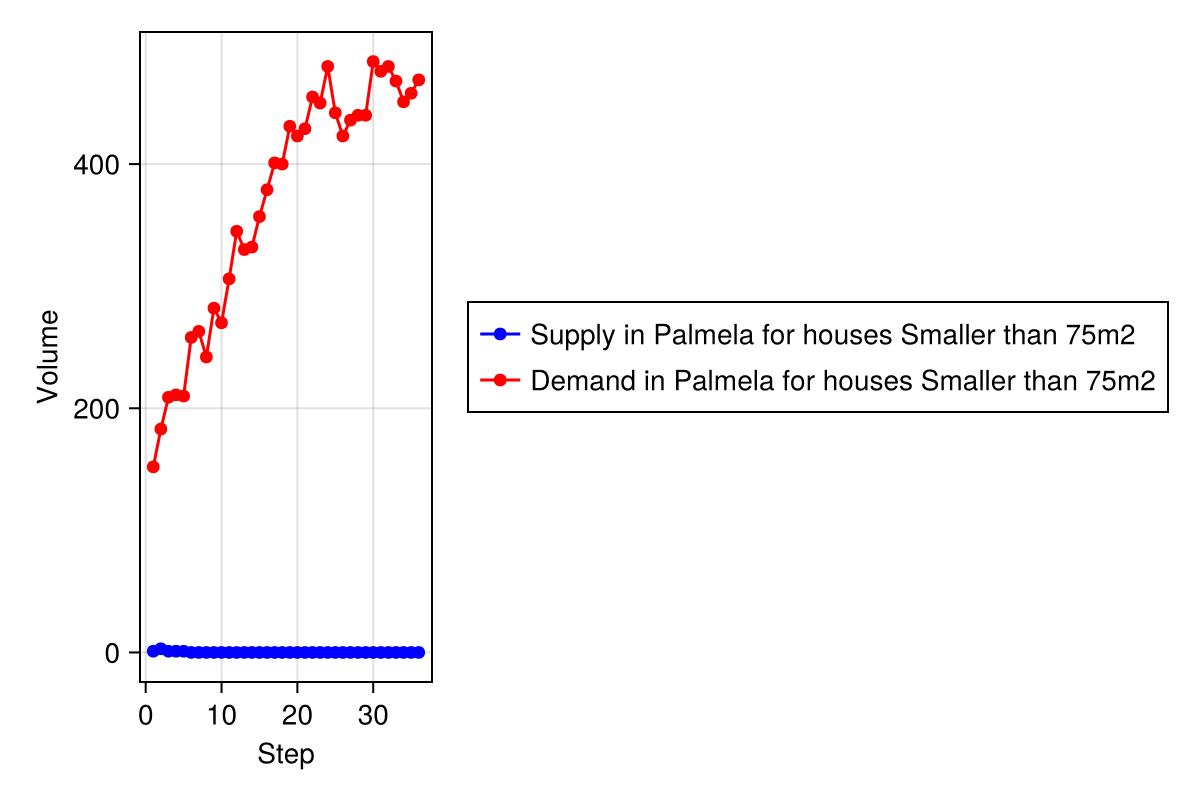 400
200
0
Volume
0 10 20 30
Step
Supply in Palmela for houses Smaller than 75m2
Demand in Palmela for houses Smaller than 75m2